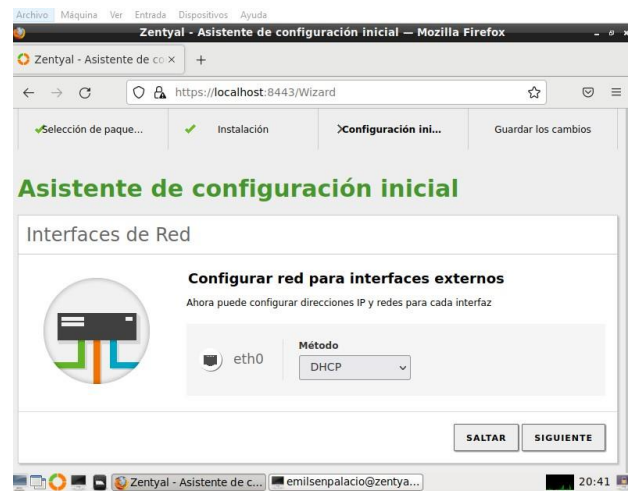 Archivo Máquina Ver Entrada Dispositivos Ayuda
Zentyal - Asistente de configuración inicial — Mozilla Firefox
Zentyal - Asistente de co
https://localhost:8443/Wizard
Selección de paque... Instalación Configuración ini... Guardar los cambios
Asistente de configuración inicial
Interfaces de Red
Configurar red para interfaces externos
Ahora puede configurar direcciones IP y redes para cada interfaz
Método
eth0 DHCP
SALTAR SIGUIENTE
Zentyal - Asistente de c... emilsenpalacio@zentya... 20:41